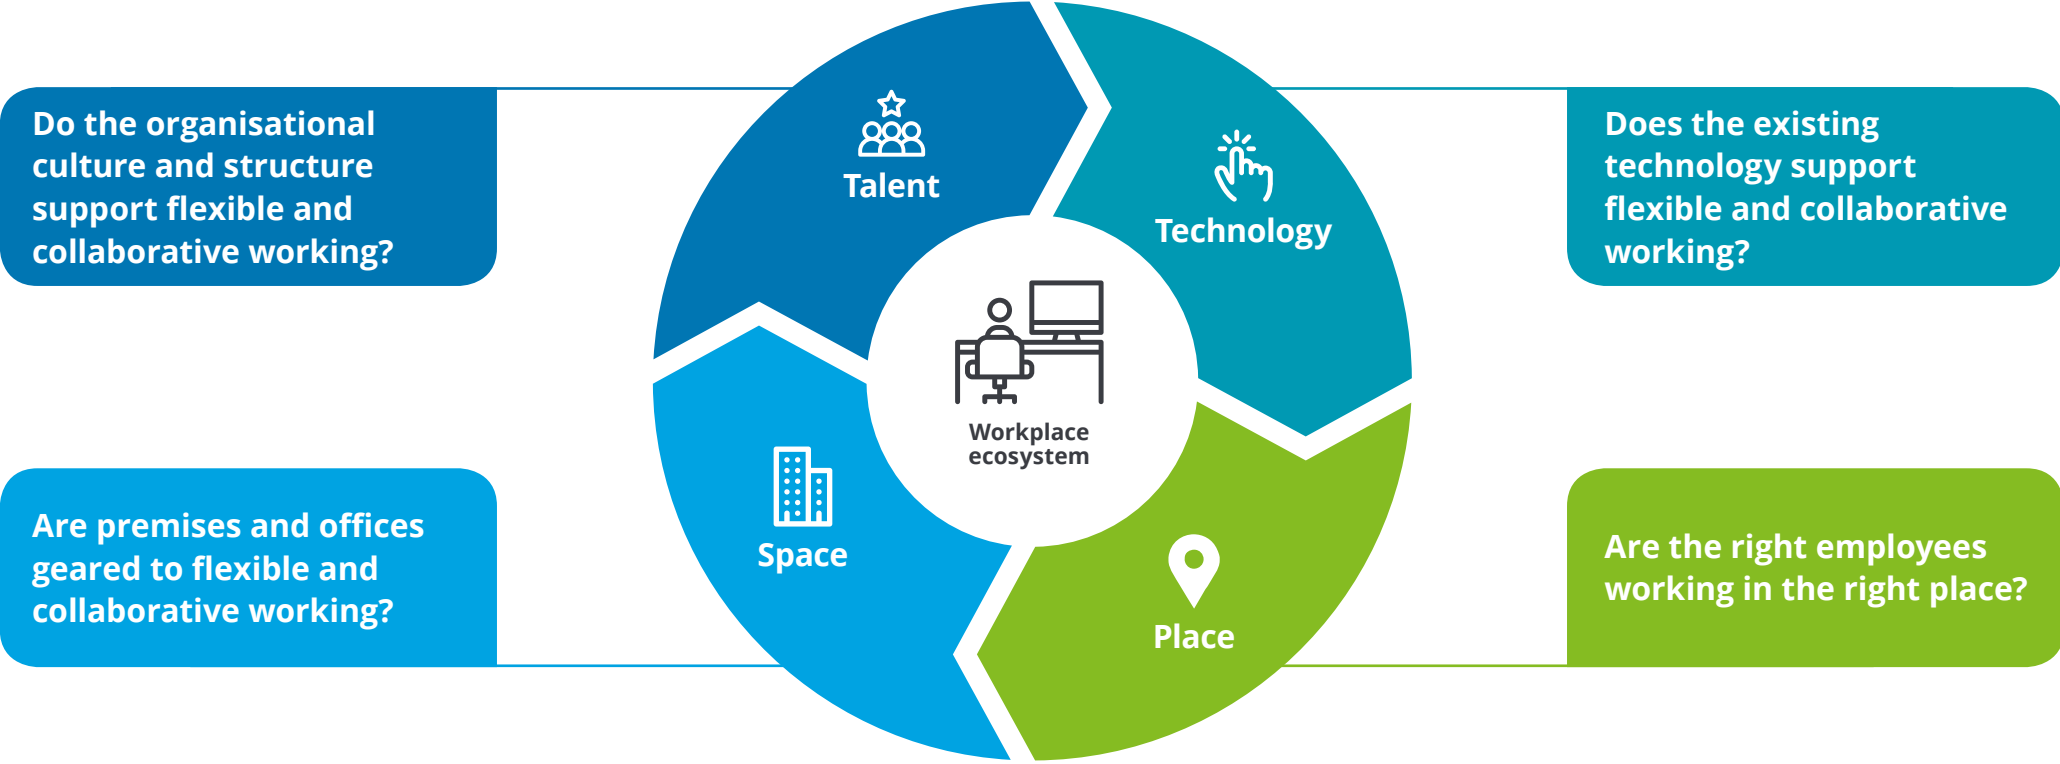 Do the organisational
culture and structure
support flexible and
collaborative working?
Talent
Technology
Does the existing
technology support
flexible and collaborative
working?
Workplace
ecosystem
Are premises and offices
geared to flexible and
collaborative working?
Space
Place
Are the right employees
working in the right place?